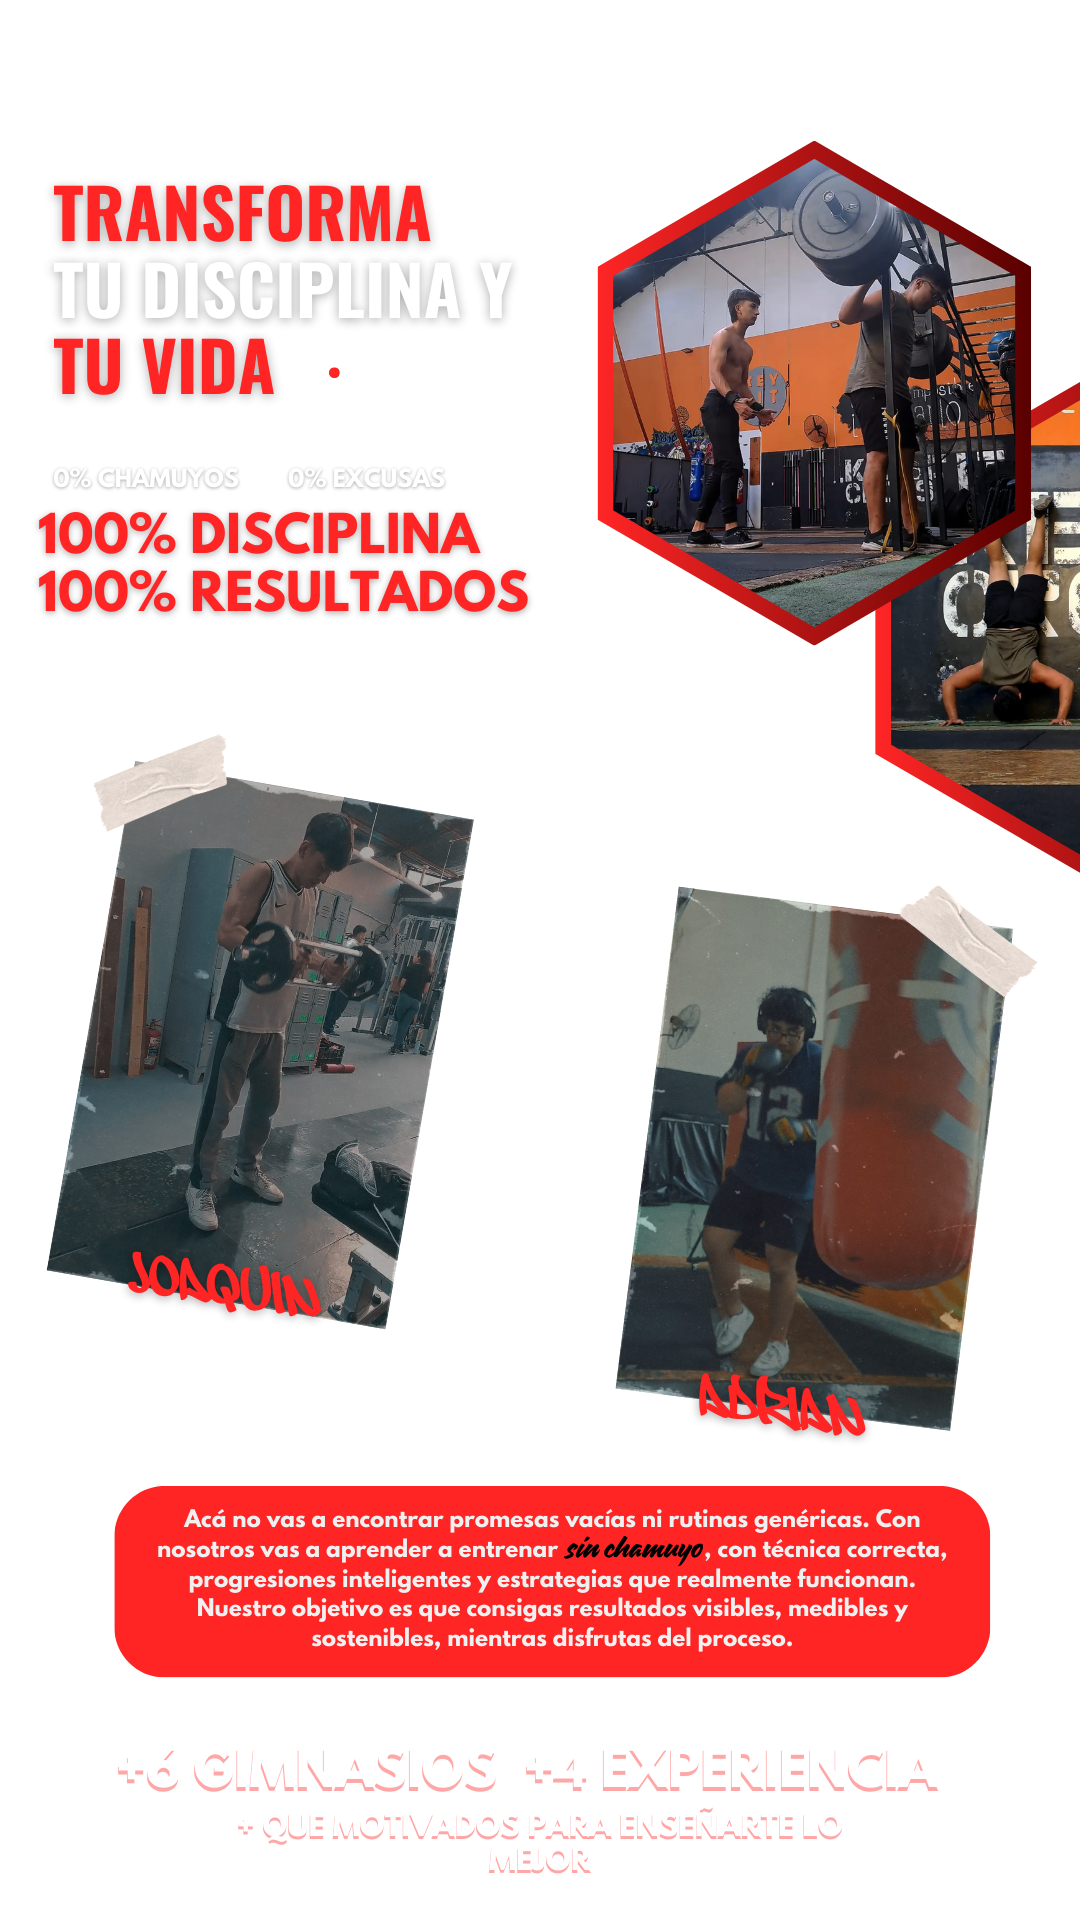 TRANSFORMA
TU DISCIPLINA Y
TU VIDA
0% CHAMUYOS 0% EXCUSAS
100% DISCIPLINA
100% RESULTADOS
JOAQUIN
12
ADRIAN
Acá no vas a encontrar promesas vacías ni rutinas genéricas. Con
nosotros vas a aprender a entrenar sin chamuyo, con técnica correcta,
progresiones inteligentes y estrategias que realmente funcionan.
Nuestro objetivo es que consigas resultados visibles, medibles y
sostenibles, mientras disfrutas del proceso.
+6 GIMNASIOS +4 EXPERIENCIA
+ QUE MOTIVADOS PARA ENSEÑARTE LO
MEJOR